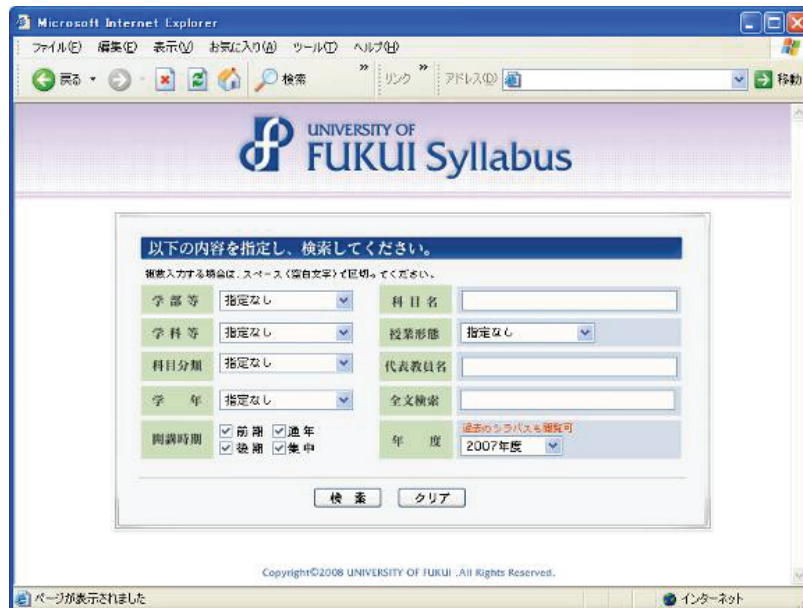 Microsoft Internet Explorer
ファイル(F) 編集(E) 表示(V) お気に入り(A) ツール(T) ヘルプ(H)
戻る 検索 » リンク » アドレス(D) 移動
UNIVERSITY OF
FUKUI Syllabus
以下の内容を指定し、検索してください。
複数入力する場合は、スペース(空白文字)で区切ってください。
学部等 指定なし 科目名
学科等 指定なし 授業形態 指定なし
科目分類 指定なし 代表教員名
学年 指定なし 全文検索
過去のシラバスも閲覧可
開講時期 前期 通年 年度
後期 集中 2007年度
検索 クリア
Copyright©2008 UNIVERSITY OF FUKUI .All Rights Reserved.
ページが表示されました インターネット